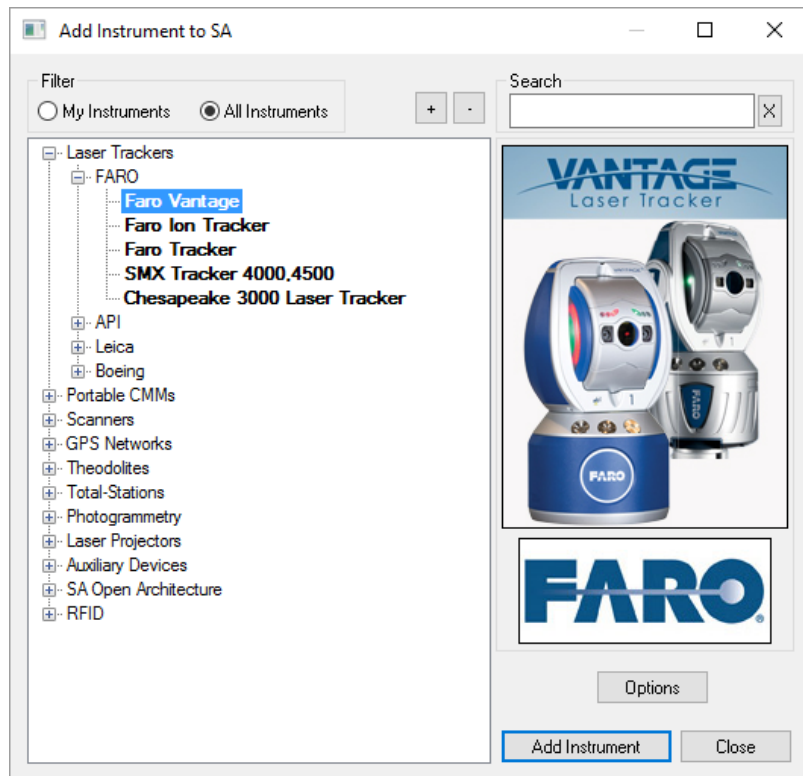 Add Instrument to SA
Filter
My Instruments
All Instruments
+
-
Search
X
Laser Trackers
FARO
Faro Vantage
Faro Ion Tracker
Faro Tracker
SMX Tracker 4000,4500
Chesapeake 3000 Laser Tracker
API
Leica
Boeing
Portable CMMs
Scanners
GPS Networks
Theodolites
Total-Stations
Photogrammetry
Laser Projectors
Auxiliary Devices
SA Open Architecture
RFID
VANTAGE
Laser Tracker
VANTAGE
1
FARO
FARO
FARO®
Options
Add Instrument
Close